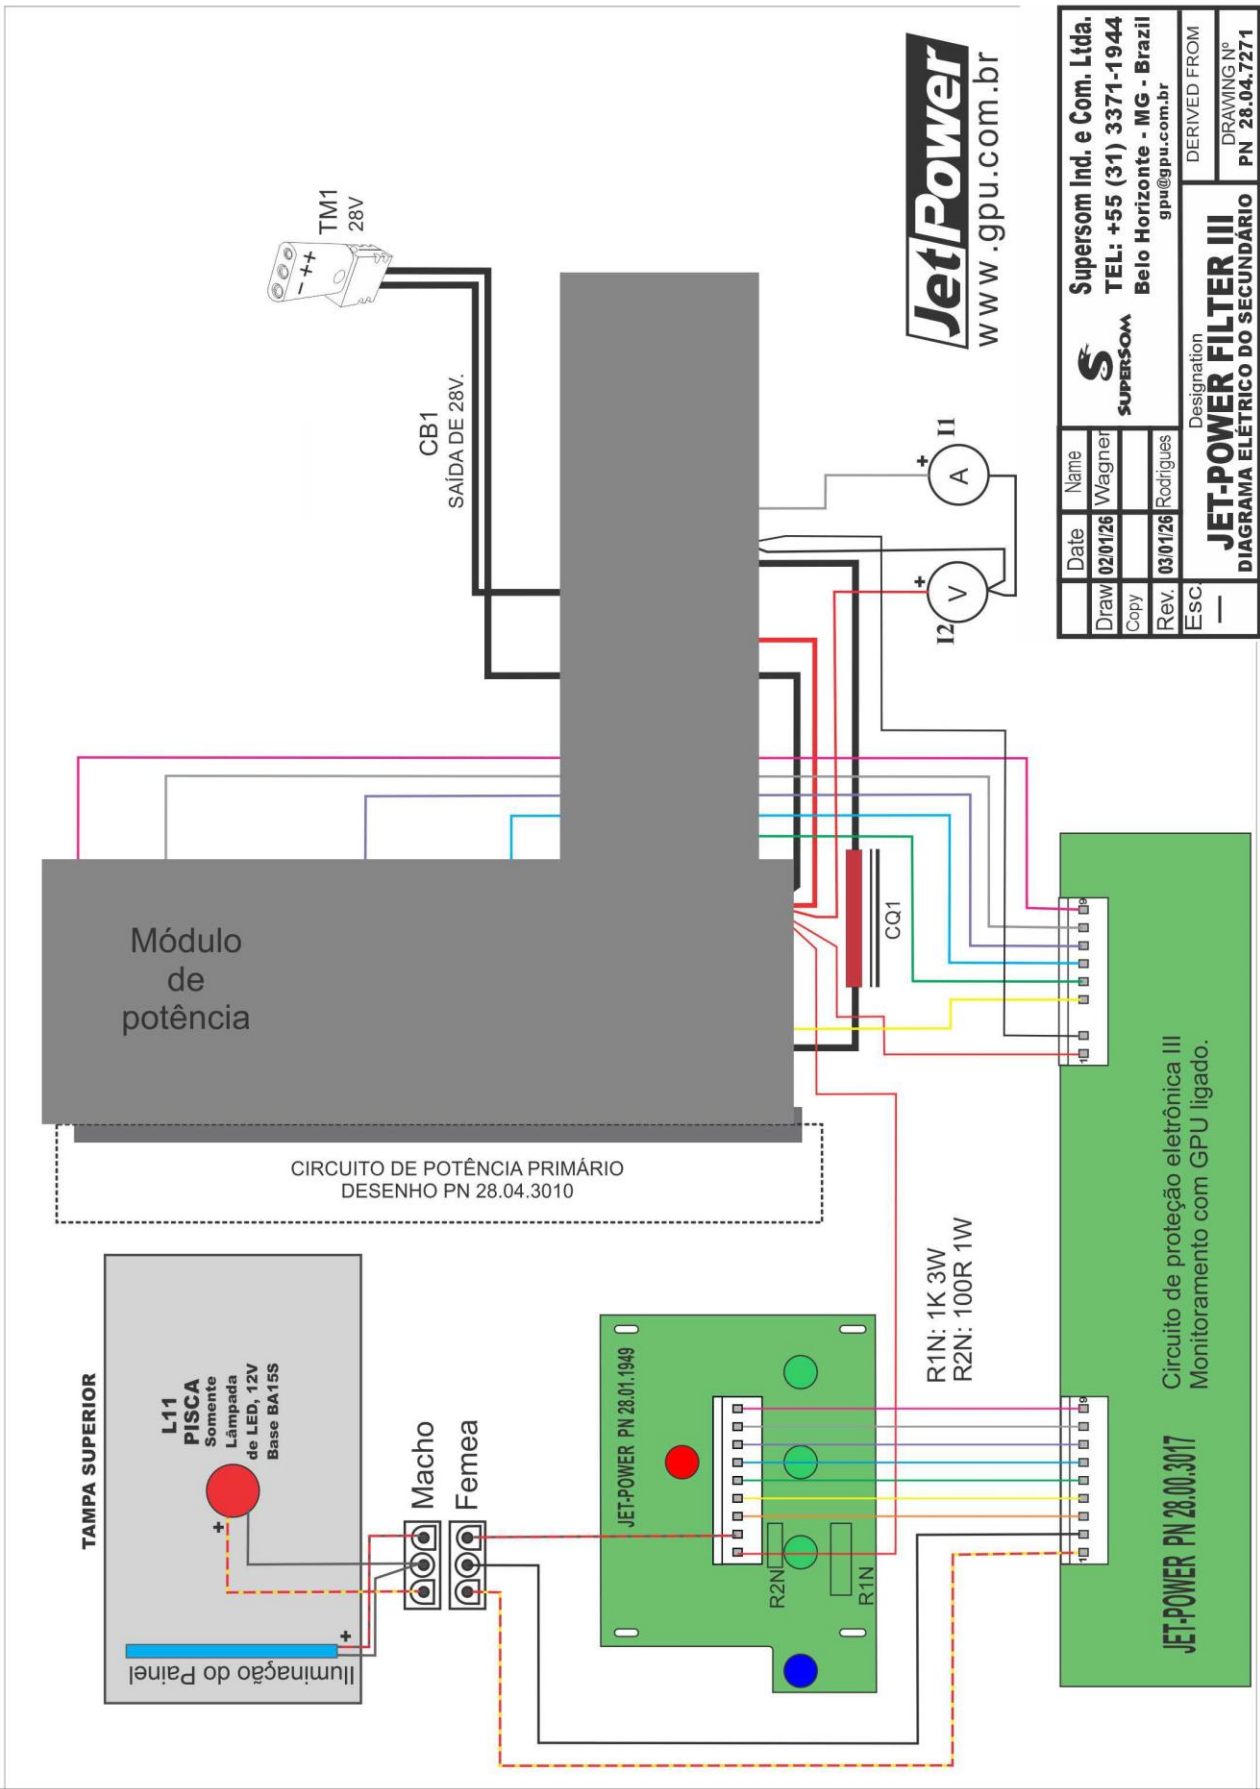 TM1
28V
- ++
CB1
SAÍDA DE 28V.
JetPower
www.gpu.com.br
Módulo
de
potência
CIRCUITO DE POTÊNCIA PRIMÁRIO
DESENHO PN 28.04.3010
CQ1
+
A
I1
+
V
I2
TAMPA SUPERIOR
L11
PISCA
Somente
Lâmpada
de LED, 12V
Base BA15S
+
+
Iluminação do Painel
Macho
Femea
JET-POWER PN 28.01.1949
R2N
R1N
R1N: 1K 3W
R2N: 100R 1W
1
9
1
9
JET-POWER PN 28.00.3017
Circuito de proteção eletrônica III
Monitoramento com GPU ligado.
Date
Name
Draw
02/01/26
Wagner
Copy
Rev.
03/01/26
Rodrigues
SUPERSOM
Supersom Ind. e Com. Ltda.
TEL: +55 (31) 3371-1944
Belo Horizonte - MG - Brazil
gpu@gpu.com.br
Esc.
—
Designation
JET-POWER FILTER III
DIAGRAMA ELÉTRICO DO SECUNDÁRIO
DERIVED FROM
DRAWING Nº
PN 28.04.7271